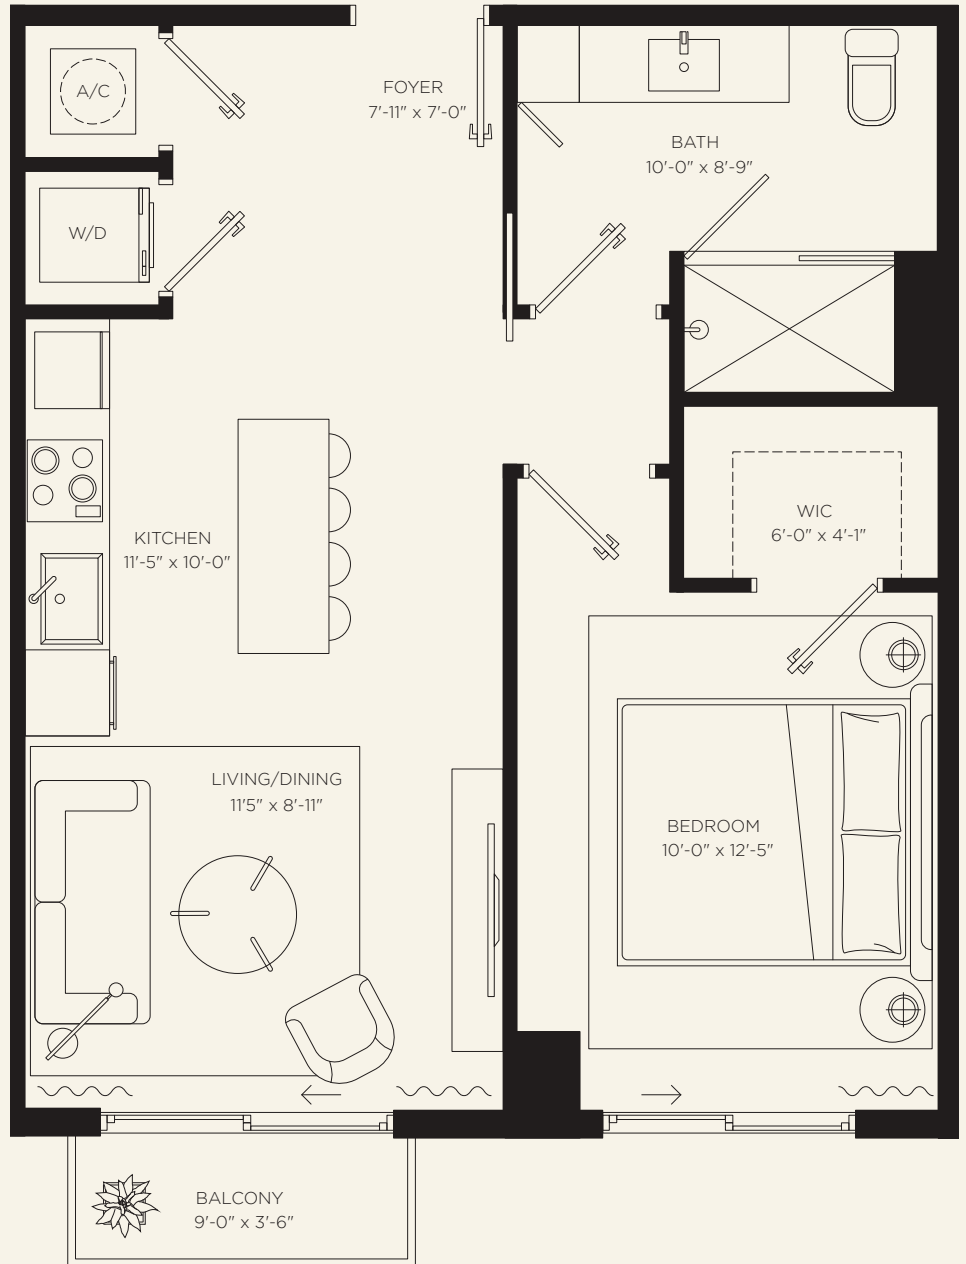 A/C
FOYER
7'-11" x 7'-0"
BATH
10'-0" x 8'-9"
W/D
WIC
6'-0" x 4'-1"
KITCHEN
11'-5" x 10'-0"
LIVING/DINING
11'5" x 8'-11"
BEDROOM
10'-0" x 12'-5"
BALCONY
9'-0" x 3'-6"